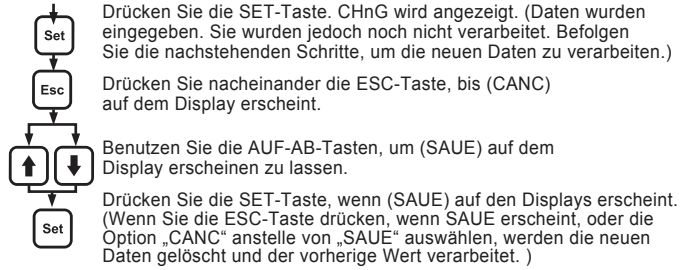 Drücken Sie die SET-Taste. CHnG wird angezeigt. (Daten wurden
Set
eingegeben. Sie wurden jedoch noch nicht verarbeitet. Befolgen
Sie die nachstehenden Schritte, um die neuen Daten zu verarbeiten.)
Esc
Drücken Sie nacheinander die ESC-Taste, bis (CANC)
auf dem Display erscheint.
Benutzen Sie die AUF-AB-Tasten, um (SAUE) auf dem
Display erscheinen zu lassen.
Drücken Sie die SET-Taste, wenn (SAUE) auf den Displays erscheint.
Set
(Wenn Sie die ESC-Taste drücken, wenn SAUE erscheint, oder die
Option „CANC“ anstelle von „SAUE“ auswählen, werden die neuen
Daten gelöscht und der vorherige Wert verarbeitet. )